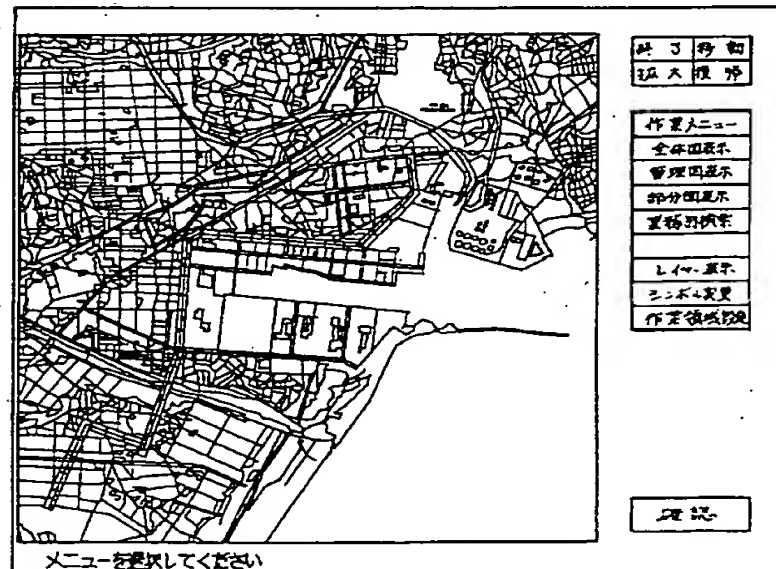 終了 移動
拡大 復帰
作業メニュー
全体図表示
管理図表示
部分図表示
業務別検索
レイヤー表示
シンボル変更
作業領域設定
確認
メニューを選択してください